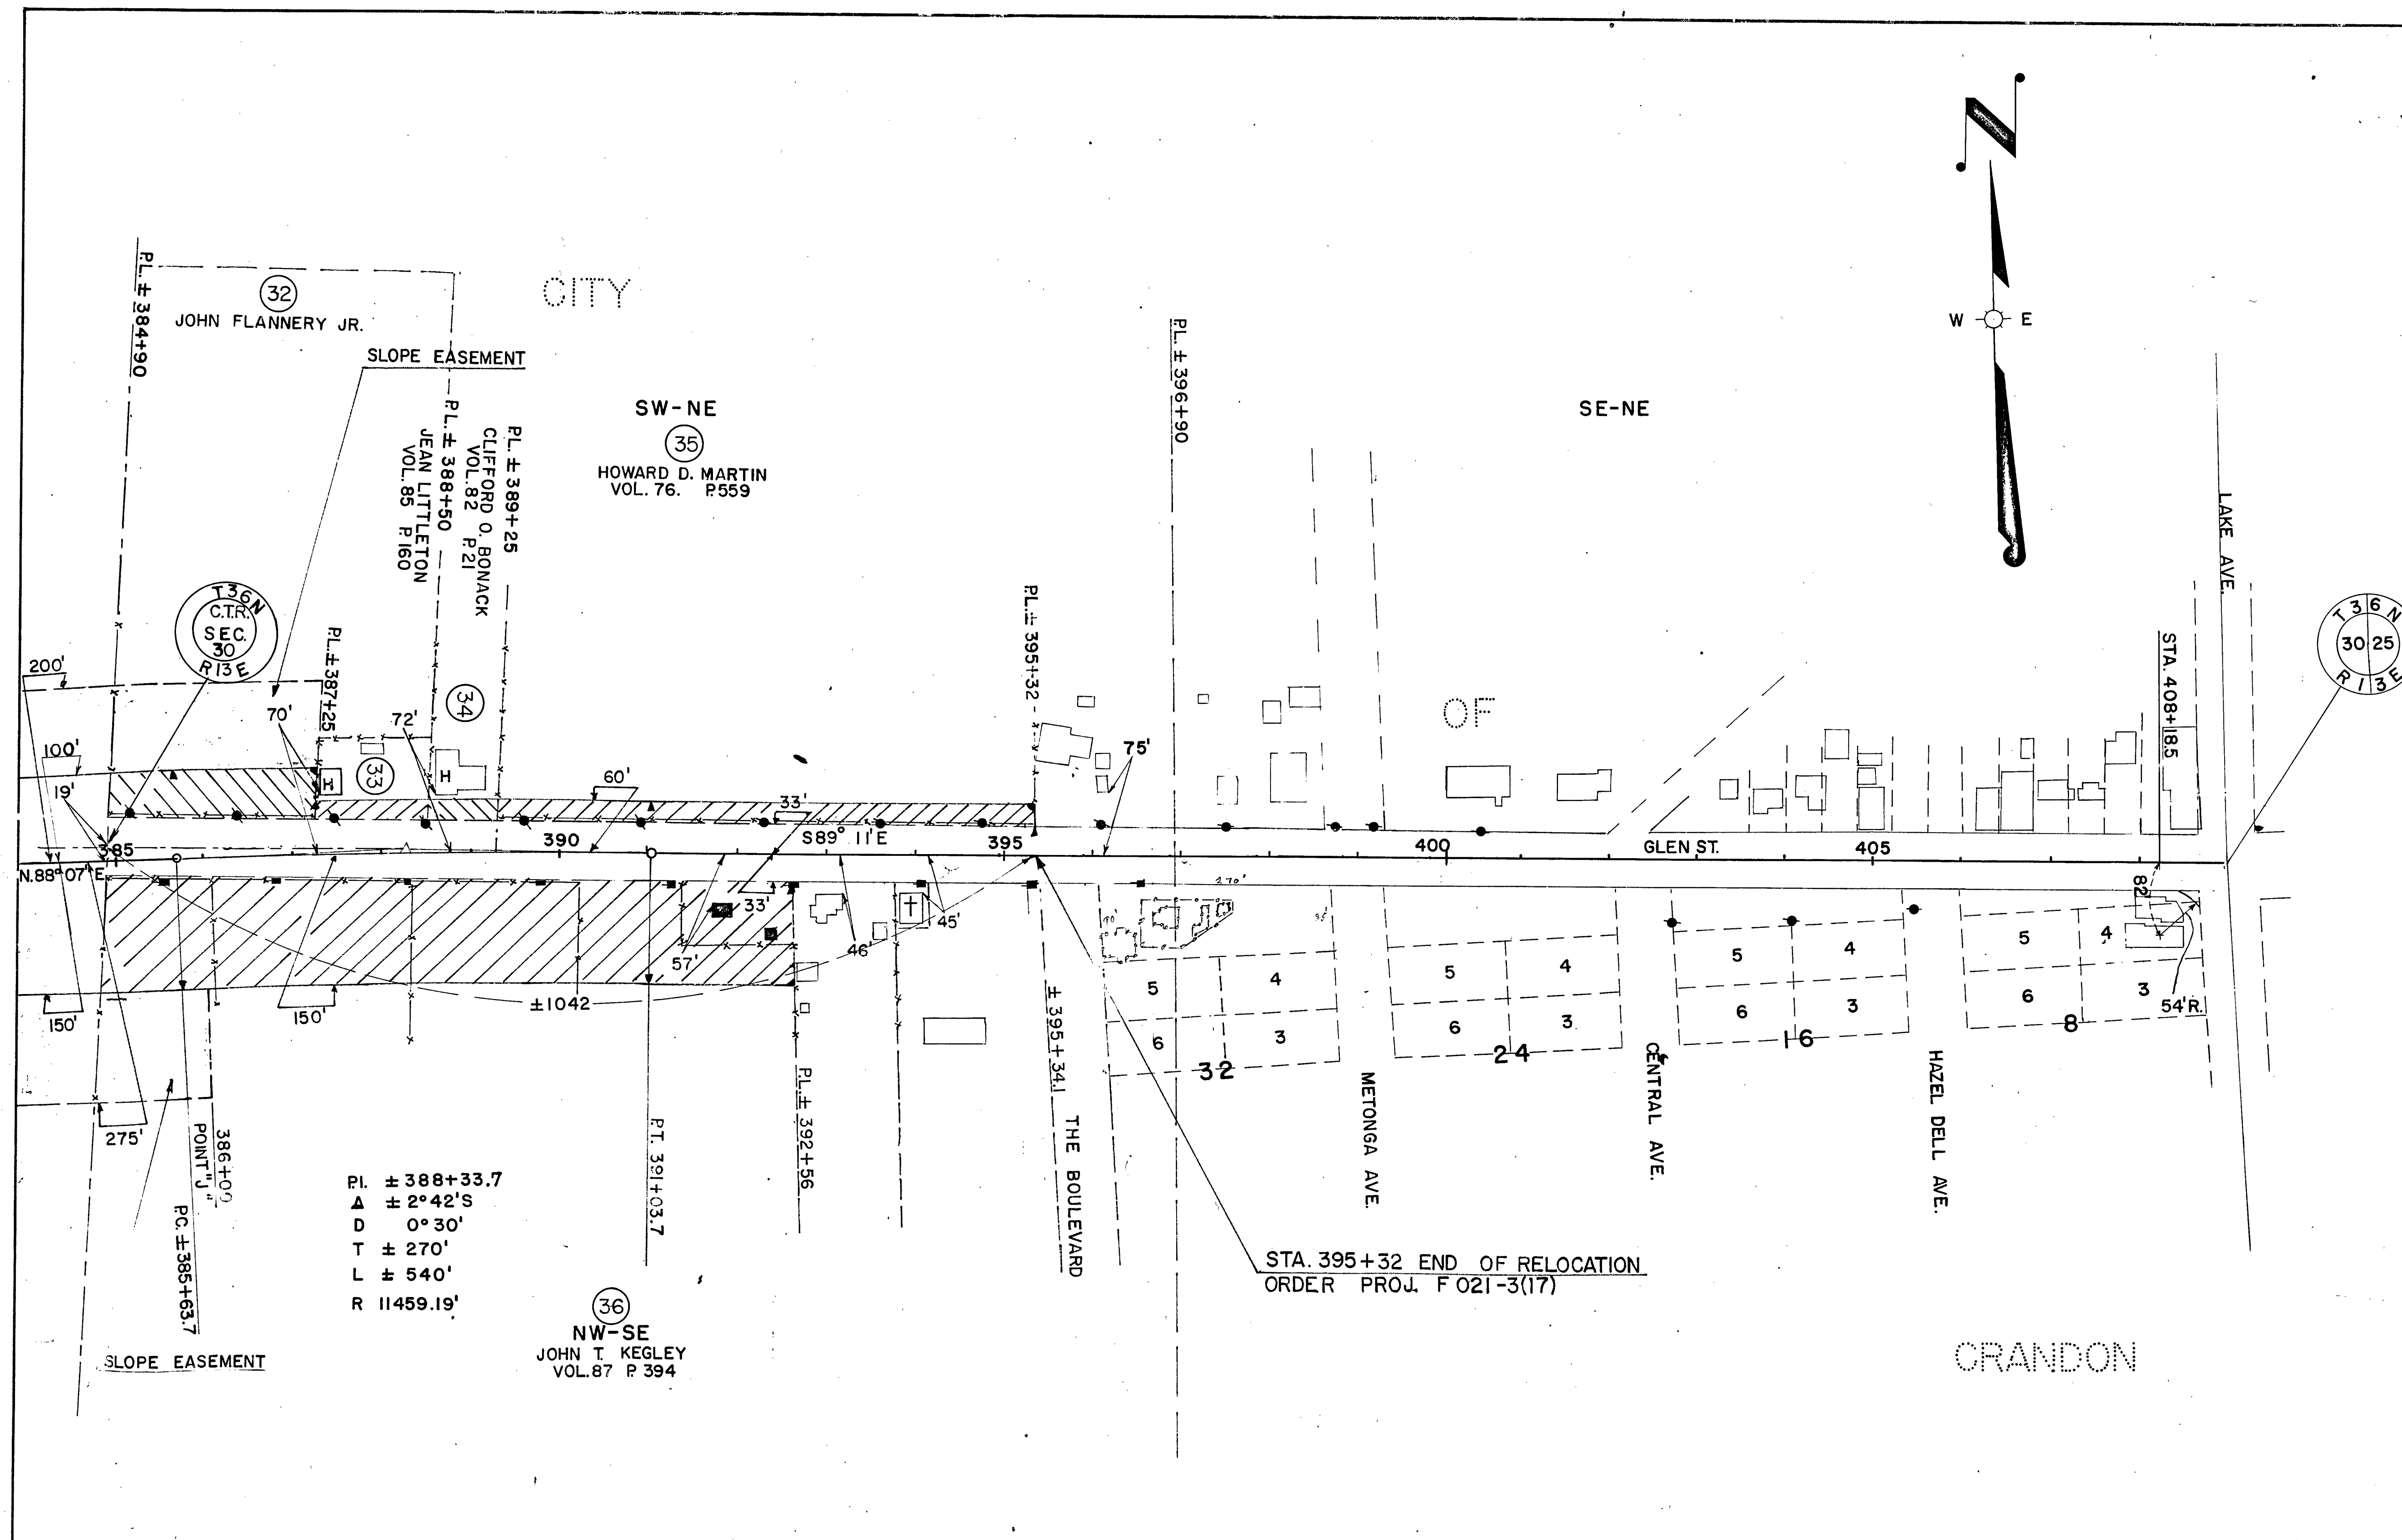 N
W
E
CITY
OF
CRANDON
P.L. ± 384+90
32
JOHN FLANNERY JR.
SLOPE EASEMENT
P.L. ± 388+50
JEAN LITTLETON
VOL. 85 P. 160
P.L. ± 389+25
CLIFFORD O. BONACK
VOL. 82 P. 21
SW-NE
35
HOWARD D. MARTIN
VOL. 76. P. 559
P.L. ± 396+90
SE-NE
LAKE AVE.
T36N
C.T.R.
SEC.
30
R13E
P.L. ± 387+25
P.L. ± 395+32
STA. 408+18.5
T36N
30 25
R13E
200'
100'
19'
70'
72'
34
33
H
H
60'
33'
75'
385
390
S89° 11'E
395
400
GLEN ST.
405
N.88° 07' E
270'
82'
33'
57'
46'
45'
150'
150'
±1042
275'
54' R.
5
4
6
3
32
5
4
6
3
24
5
4
6
3
16
5
4
6
3
8
386+00
POINT "J"
P.C. ± 385+63.7
P.T. 391+03.7
P.L. ± 392+56
± 395+34.1
THE BOULEVARD
METONGA AVE.
CENTRAL AVE.
HAZEL DELL AVE.
P.I. ± 388+33.7
Δ ± 2° 42' S
D 0° 30'
T ± 270'
L ± 540'
R 11459.19'
STA. 395+32 END OF RELOCATION
ORDER PROJ. F 021-3(17)
36
NW-SE
JOHN T. KEGLEY
VOL. 87 P. 394
SLOPE EASEMENT